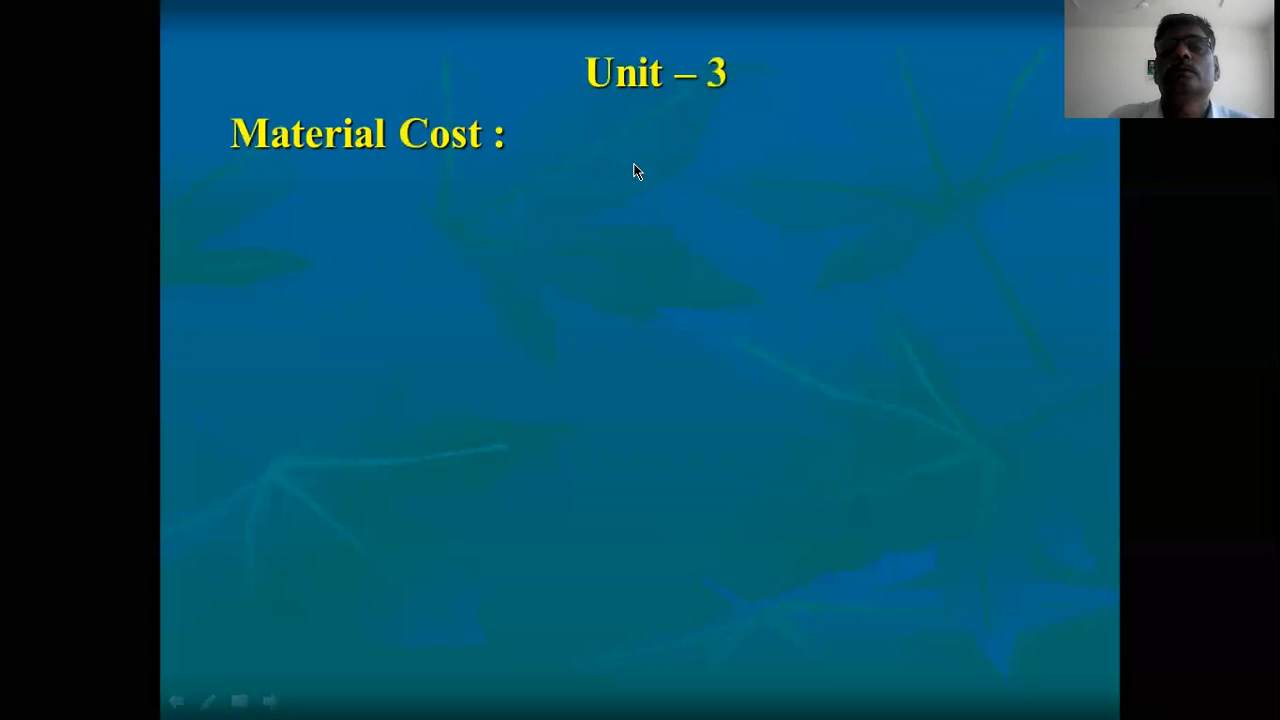 Unit – 3
Material Cost :